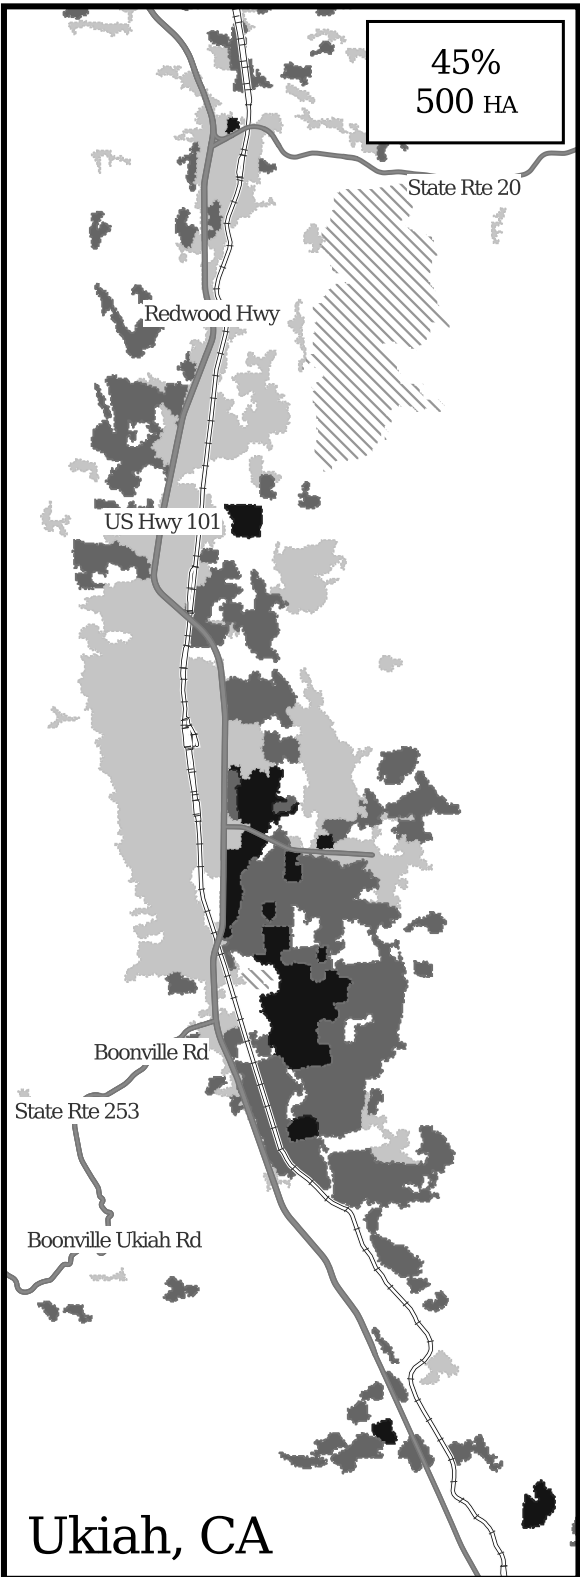 45%
500 HA
State Rte 20
Redwood Hwy
US Hwy 101
Boonville Rd
State Rte 253
Boonville Ukiah Rd
Ukiah, CA